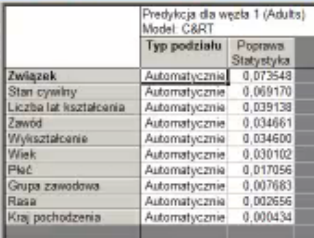 Predykcja dla węzła 1 (Adults)
Model: C&RT
Typ podziału Poprawa
Statystyka
Związek Automatycznie 0,073548
Stan cywilny Automatycznie 0,069170
Liczba lat kształcenia Automatycznie 0,039138
Zawód Automatycznie 0,034661
Wykształcenie Automatycznie 0,034600
Wiek Automatycznie 0,030102
Płeć Automatycznie 0,017056
Grupa zawodowa Automatycznie 0,007683
Rasa Automatycznie 0,002656
Kraj pochodzenia Automatycznie 0,000434